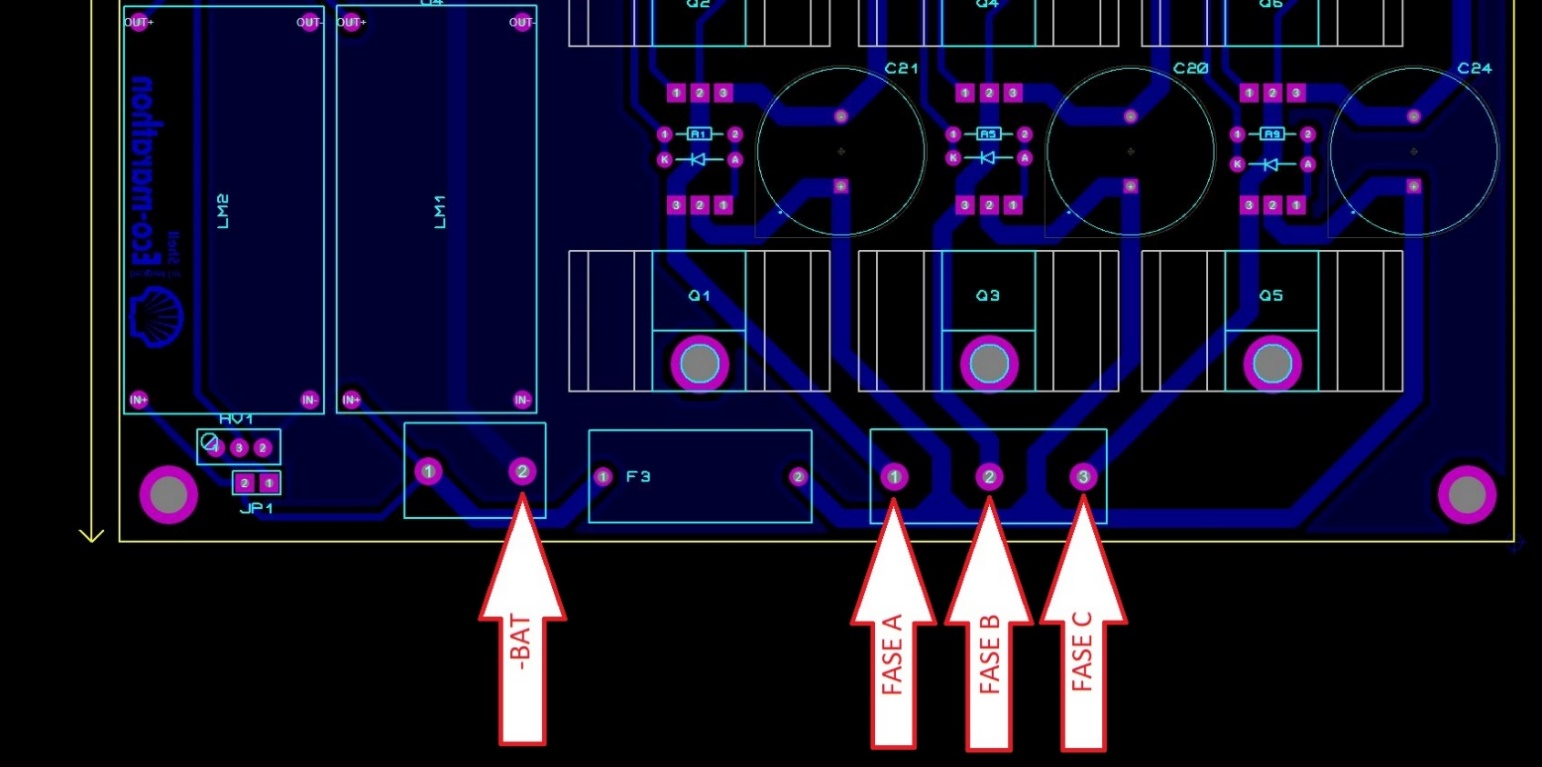 Q2 Q4 Q6
OUT+ OUT- OUT+ OUT-
C21 C20 C24
1 2 3 1 2 3 1 2 3
1 R1 2 1 R5 2 1 R9 2
K A K A K A
3 2 1 3 2 1 3 2 1
LM2 LM1
Eco-marathon
Shell
Q1 Q3 Q5
IN+ IN- IN+ IN-
RV1
1 3 2
1 2
1 F3 2
1 2 3
2 1
JP1
-BAT
FASE A
FASE B
FASE C